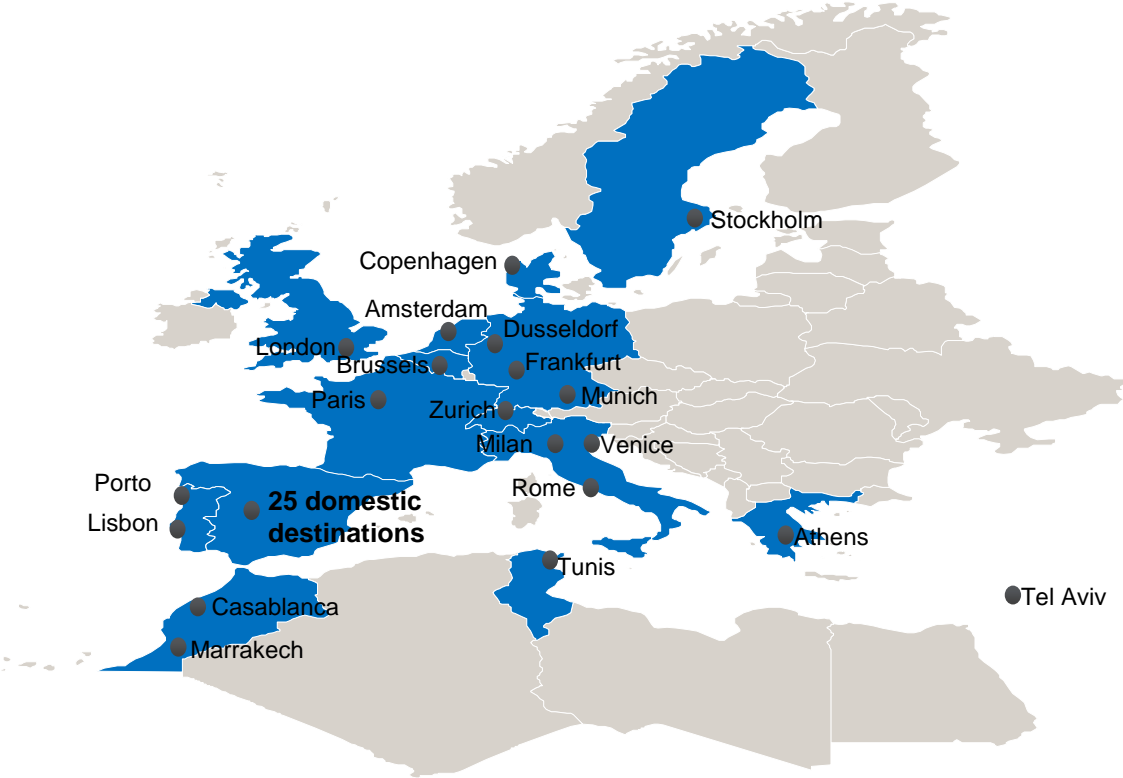 Stockholm
Copenhagen
Amsterdam
Dusseldorf
London
Brussels
Frankfurt
Paris
Zurich
Munich
Milan
Venice
Porto
Rome
25 domestic
destinations
Lisbon
Athens
Tunis
Tel Aviv
Casablanca
Marrakech